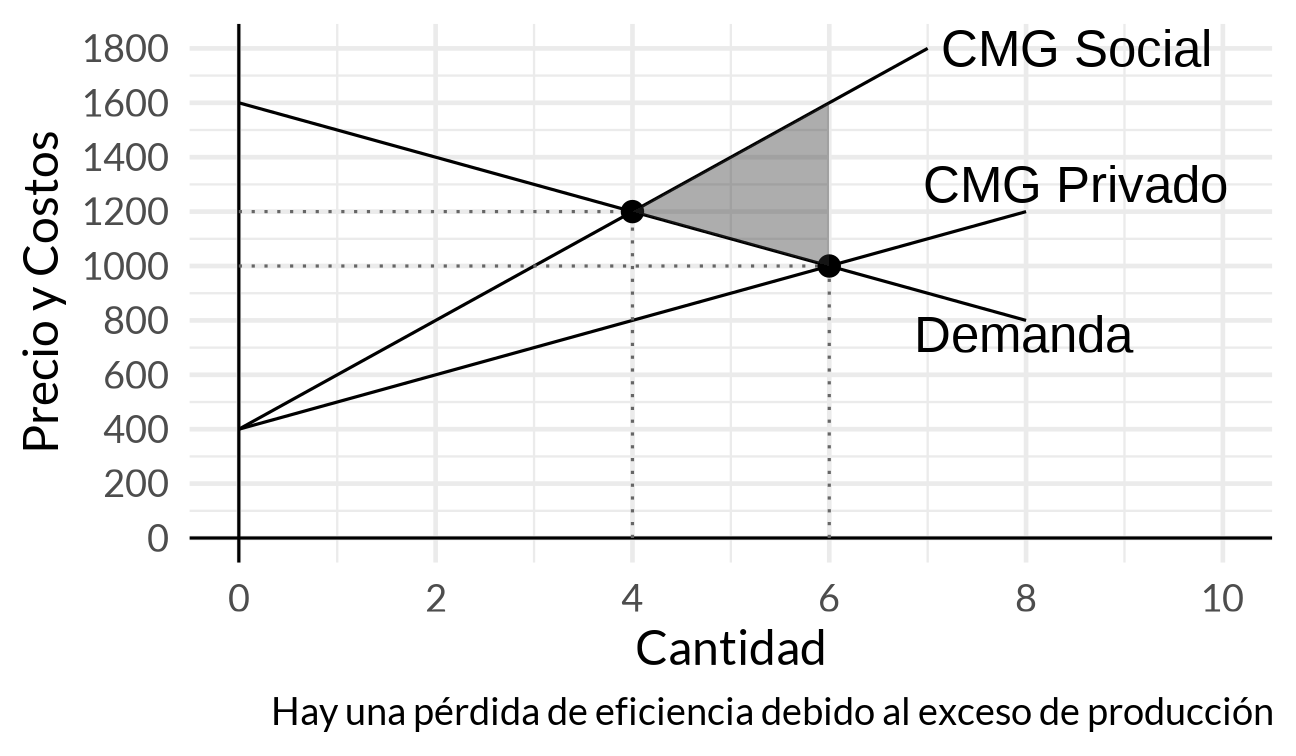 1800
1600
1400
1200
1000
800
600
400
200
0
Precio y Costos
CMG Social
CMG Privado
Demanda
0 2 4 6 8 10
Cantidad
Hay una pérdida de eficiencia debido al exceso de producción